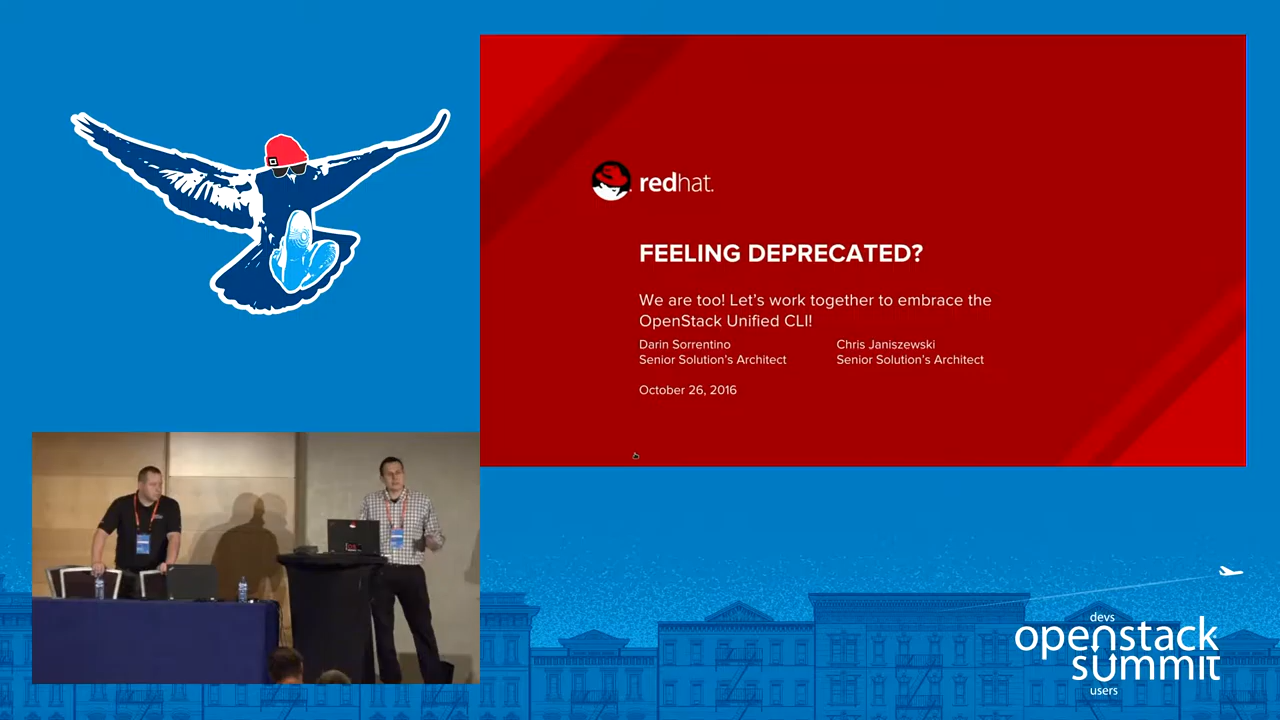 redhat.
FEELING DEPRECATED?
We are too! Let's work together to embrace the
OpenStack Unified CLI!
Darin Sorrentino
Senior Solution's Architect
Chris Janiszewski
Senior Solution's Architect
October 26, 2016
devs
openstack
summit
users